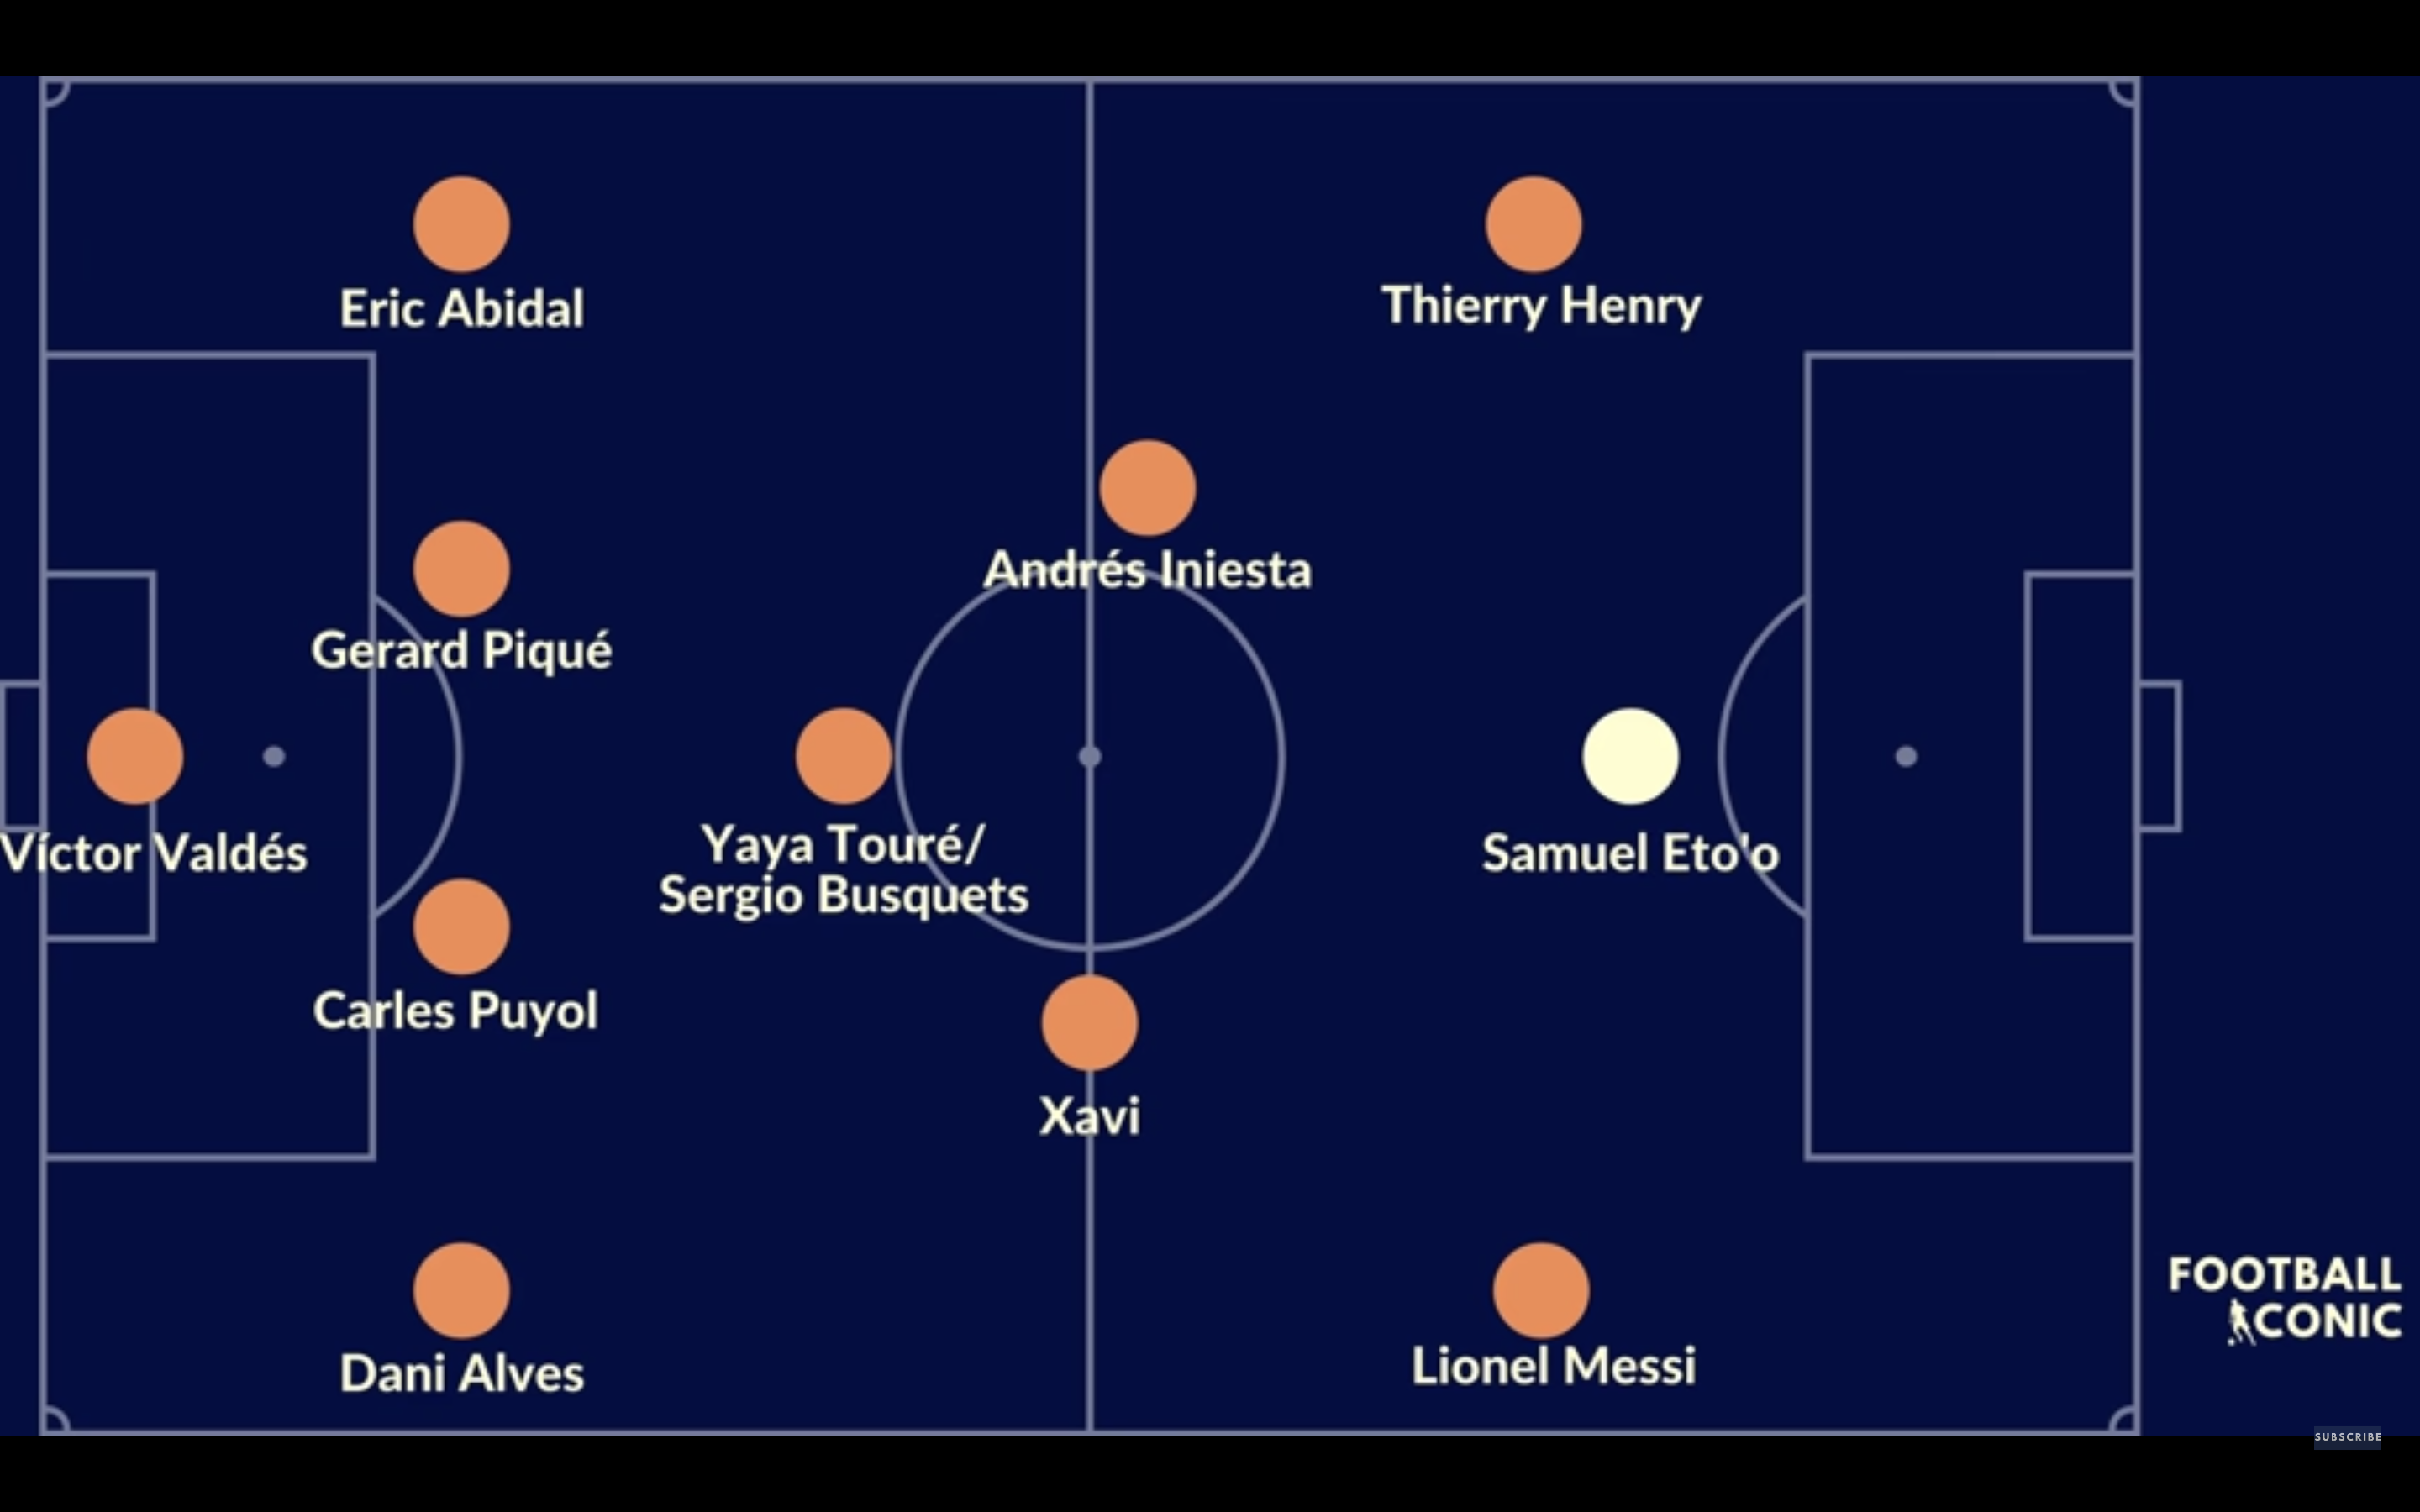 Eric Abidal
Thierry Henry
Andrés Iniesta
Gerard Piqué
Víctor Valdés
Yaya Touré/
Sergio Busquets
Samuel Eto'o
Carles Puyol
Xavi
Dani Alves
Lionel Messi
FOOTBALL
ICONIC
SUBSCRIBE